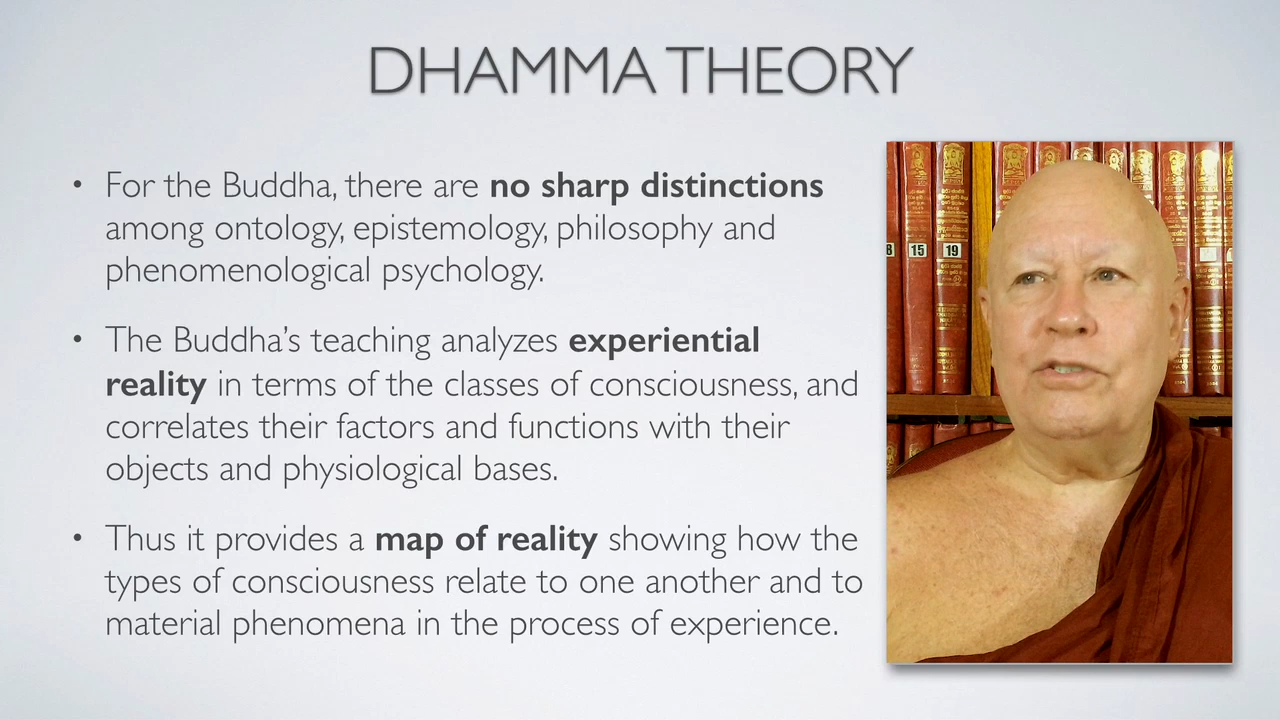 DHAMMA THEORY
• For the Buddha, there are no sharp distinctions
among ontology, epistemology, philosophy and
phenomenological psychology.
• The Buddha’s teaching analyzes experiential
reality in terms of the classes of consciousness, and
correlates their factors and functions with their
objects and physiological bases.
• Thus it provides a map of reality showing how the
types of consciousness relate to one another and to
material phenomena in the process of experience.
15
19